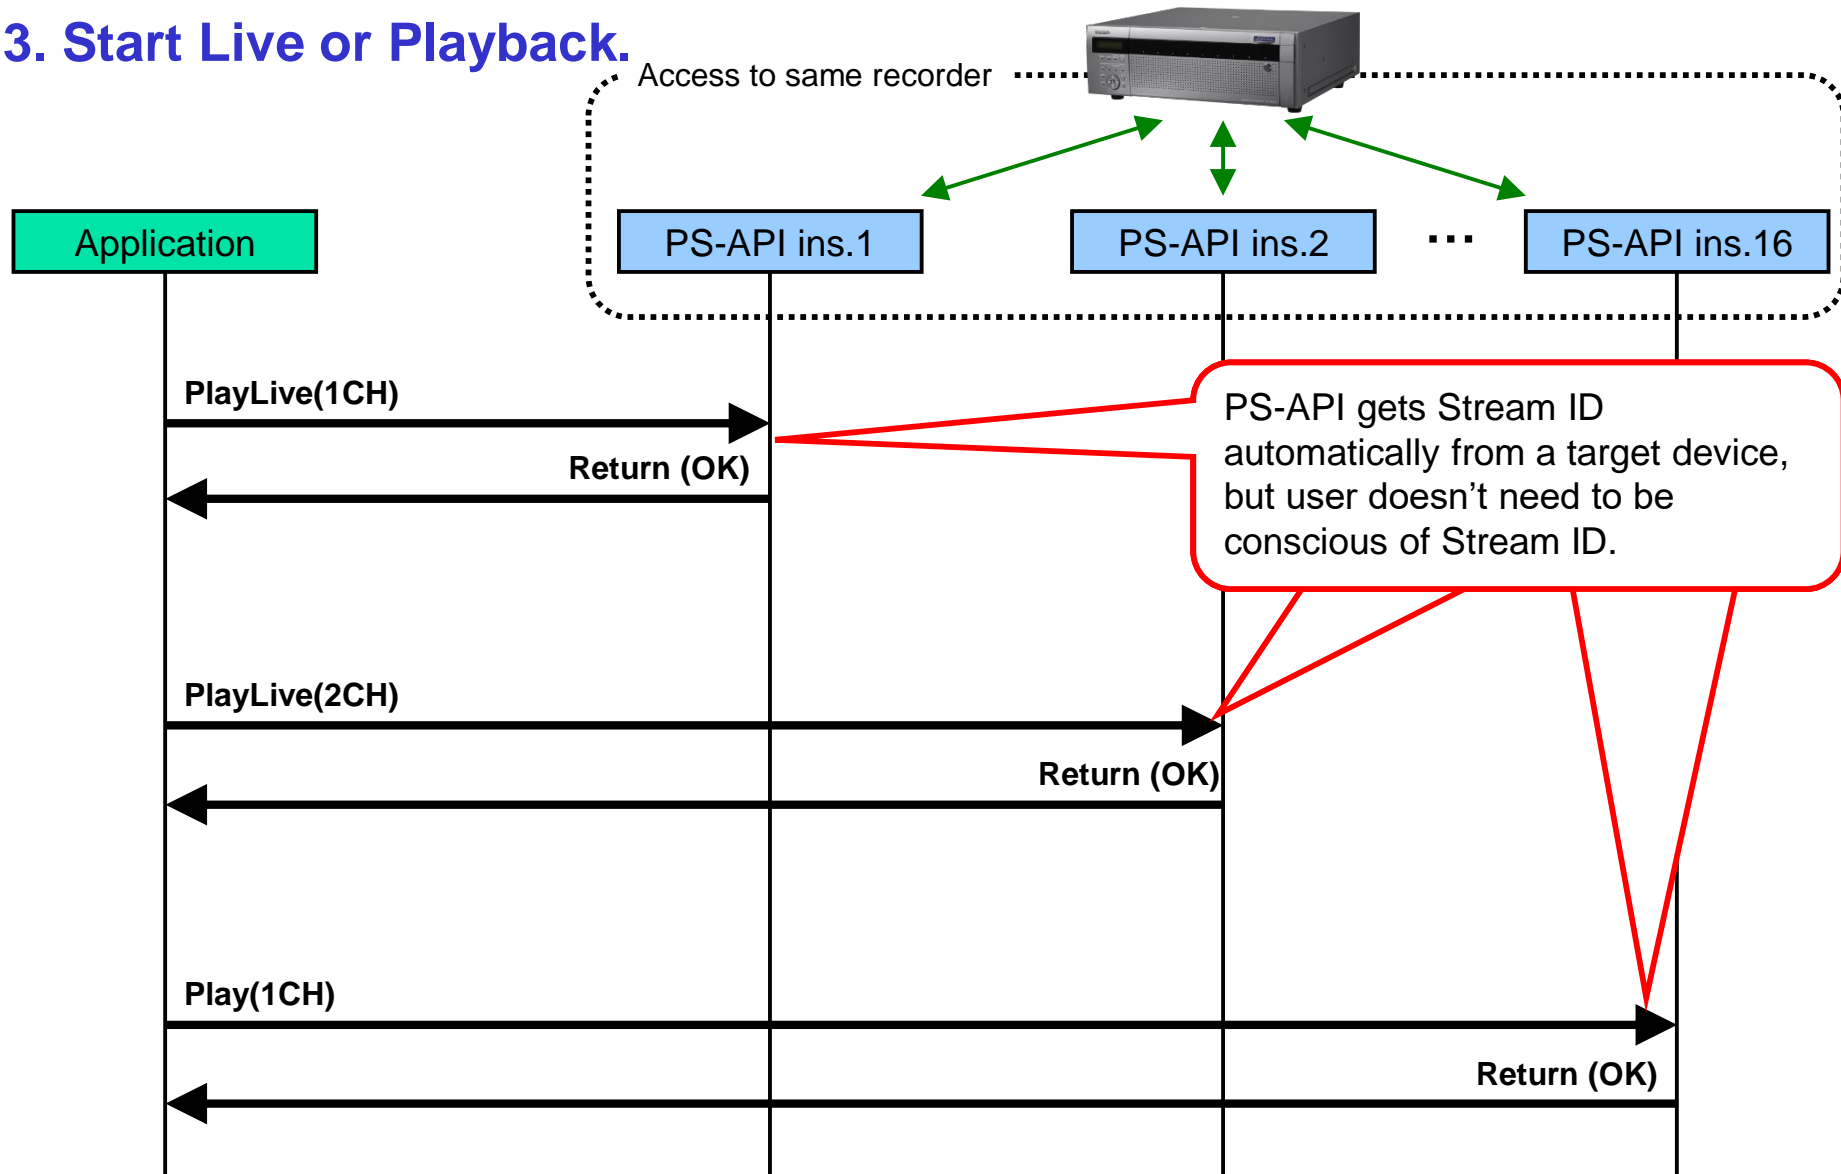 3. Start Live or Playback.
Access to same recorder
Application
PS-API ins.1
PS-API ins.2
...
PS-API ins.16
PlayLive(1CH)
Return (OK)
PS-API gets Stream ID
automatically from a target device,
but user doesn’t need to be
conscious of Stream ID.
PlayLive(2CH)
Return (OK)
Play(1CH)
Return (OK)